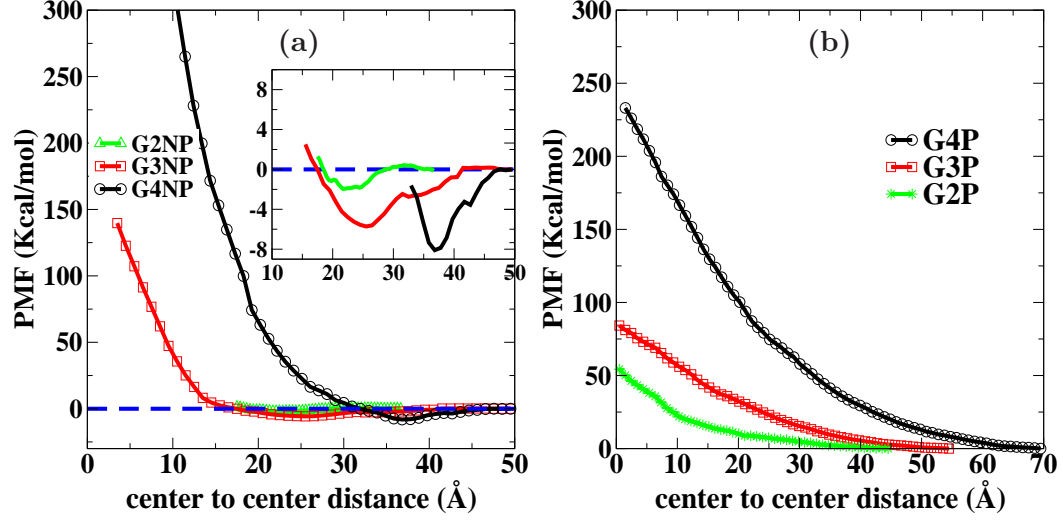 (a)
PMF (Kcal/mol)
300
250
200
150
100
50
0
G2NP
G3NP
G4NP
8
4
0
-4
-8
10 20 30 40 50
0 10 20 30 40 50
center to center distance (Å)
(b)
PMF (Kcal/mol)
300
250
200
150
100
50
0
G4P
G3P
G2P
0 10 20 30 40 50 60 70
center to center distance (Å)